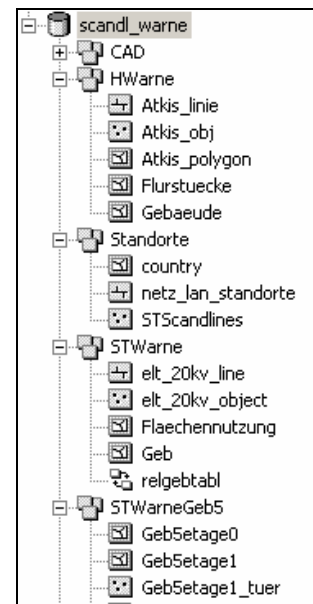 scandl_warne
CAD
HWarne
Atkis_linie
Atkis_obj
Atkis_polygon
Flurstuecke
Gebaeude
Standorte
country
netz_lan_standorte
STScandlines
STWarne
elt_20kv_line
elt_20kv_object
Flaechennutzung
Geb
relgebtabl
STWarneGeb5
Geb5etage0
Geb5etage1
Geb5etage1_tuer